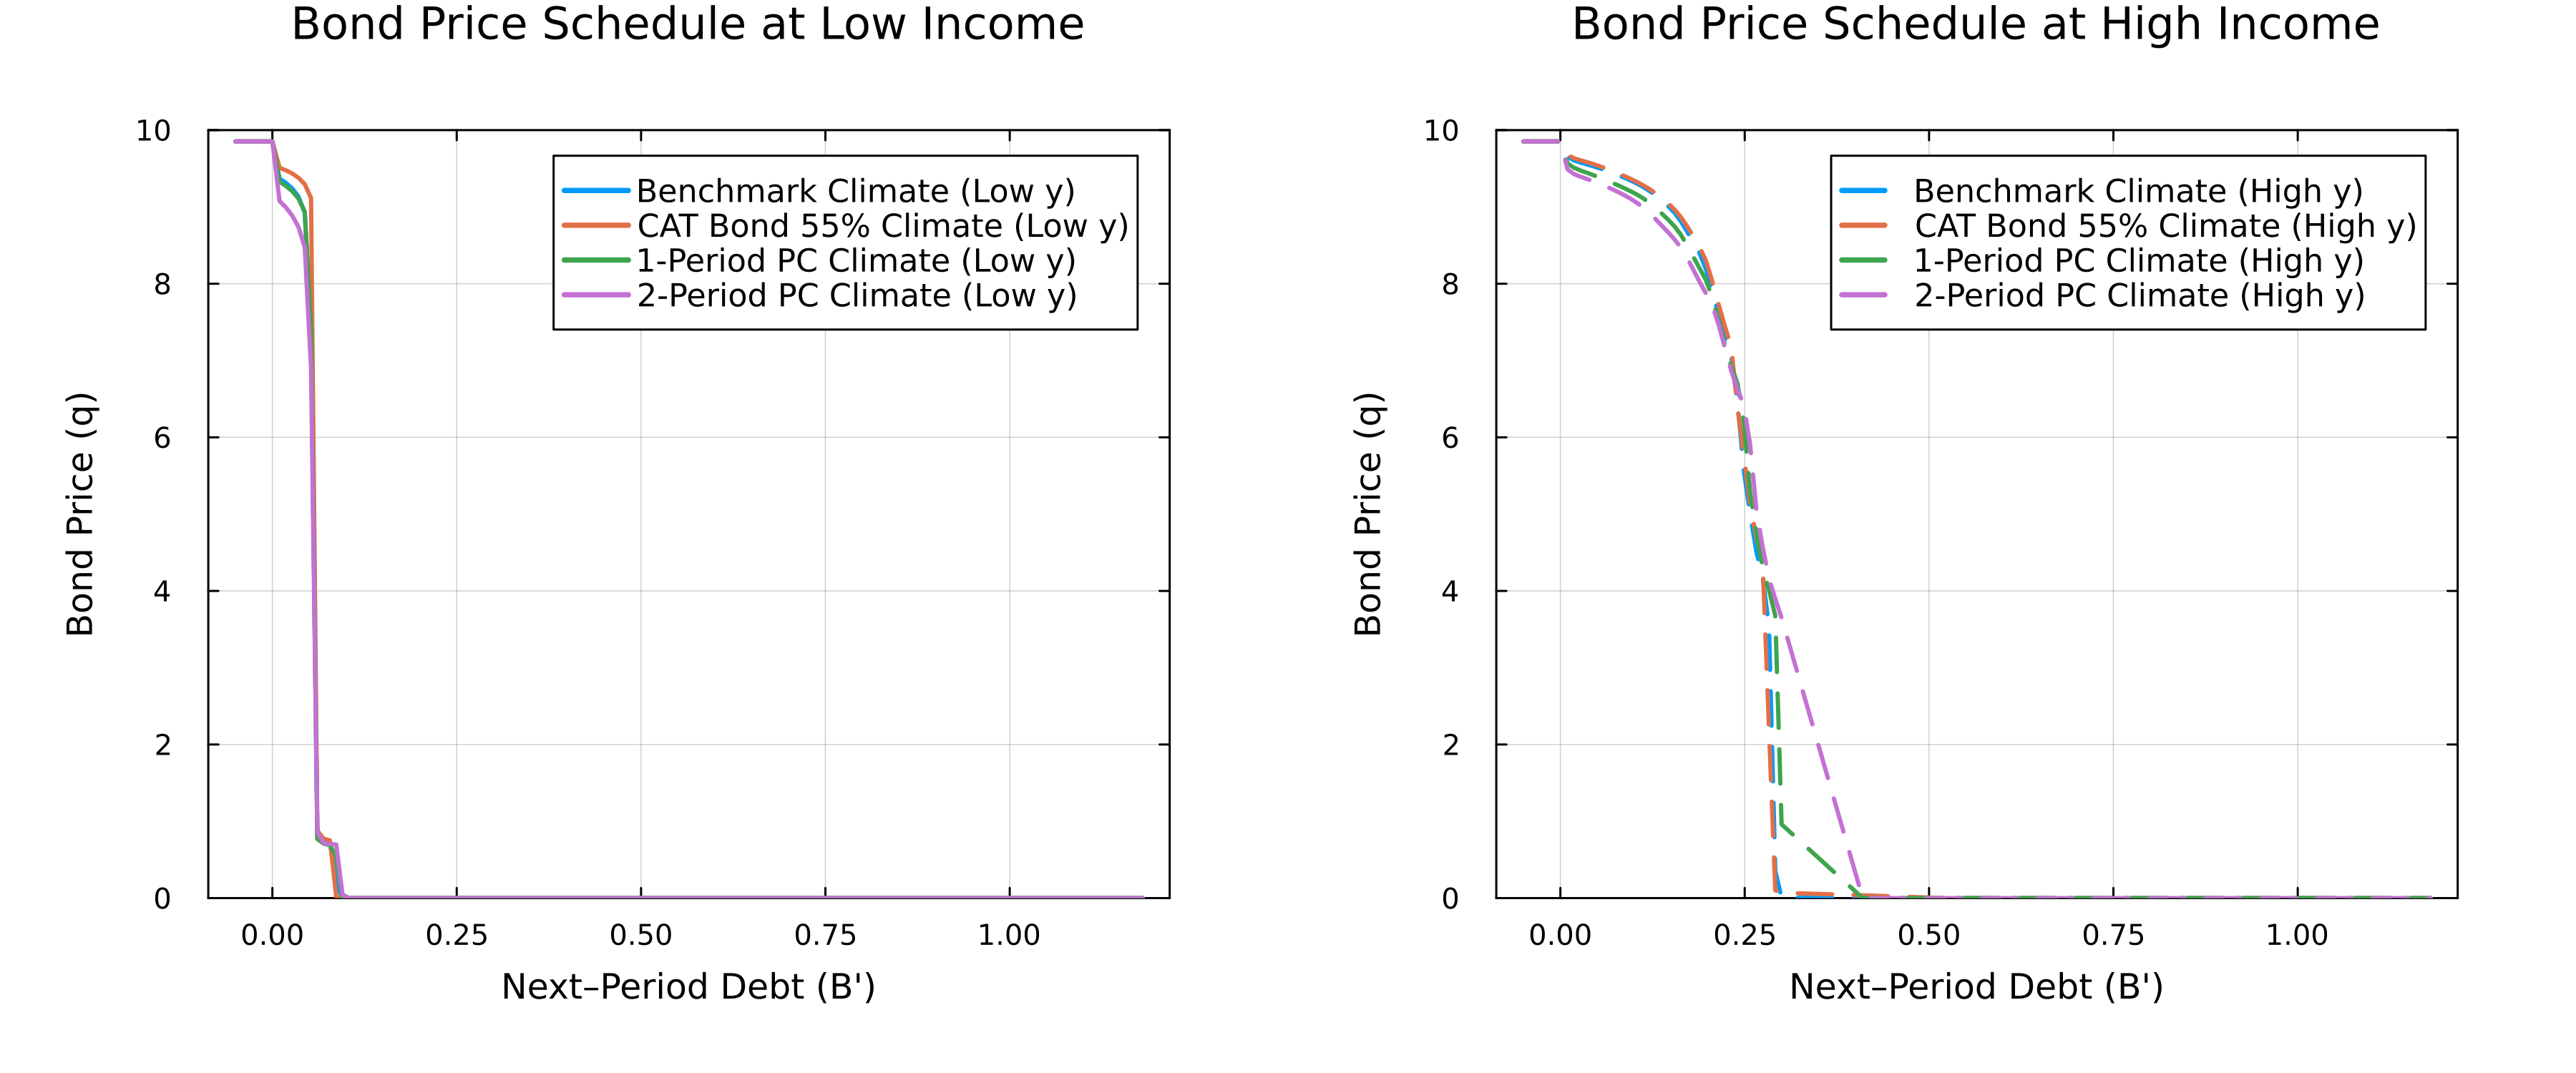 Bond Price Schedule at Low Income
10
8
6
4
2
0
Bond Price (q)
Benchmark Climate (Low y)
CAT Bond 55% Climate (Low y)
1-Period PC Climate (Low y)
2-Period PC Climate (Low y)
0.00 0.25 0.50 0.75 1.00
Next–Period Debt (B')
Bond Price Schedule at High Income
10
8
6
4
2
0
Bond Price (q)
Benchmark Climate (High y)
CAT Bond 55% Climate (High y)
1-Period PC Climate (High y)
2-Period PC Climate (High y)
0.00 0.25 0.50 0.75 1.00
Next–Period Debt (B')